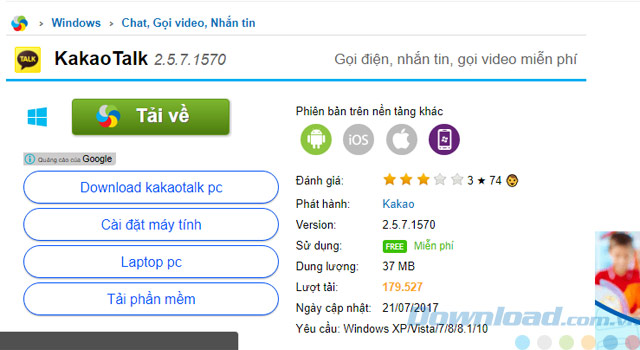 › Windows › Chat, Gọi video, Nhắn tin
TALK KakaoTalk 2.5.7.1570 Gọi điện, nhắn tin, gọi video miễn phí
Tải về
Phiên bản trên nền tảng khác
iOS
Quảng cáo của Google
Download kakaotalk pc
Cài đặt máy tính
Laptop pc
Tải phần mềm
Đánh giá: 3 ★ 74
Phát hành: Kakao
Version: 2.5.7.1570
Sử dụng: FREE Miễn phí
Dung lượng: 37 MB
Lượt tải: 179.527
Ngày cập nhật: 21/07/2017
Yêu cầu: Windows XP/Vista/7/8/8.1/10
Download.com.vn